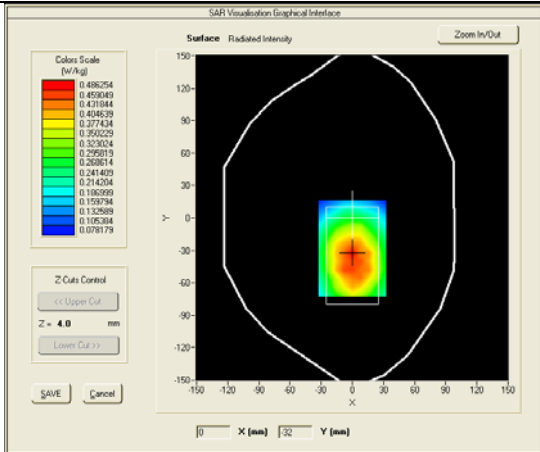 SAR Visualisation Graphical Interface
Surface Radiated Intensity
Zoom In/Out
Colors Scale
(W/kg)
0.486254
0.459049
0.431844
0.404639
0.377434
0.350229
0.323024
0.295819
0.268614
0.241409
0.214204
0.186999
0.159794
0.132589
0.105384
0.078179
Z-Cuts Control
<< Upper Cut
Z = 4.0 mm
Lower Cut >>
SAVE Cancel
150
120
90
60
30
0
-30
-60
-90
-120
-150
Y
-150 -120 -90 -60 -30 0 30 60 90 120 150
X
0 X (mm) -32 Y (mm)